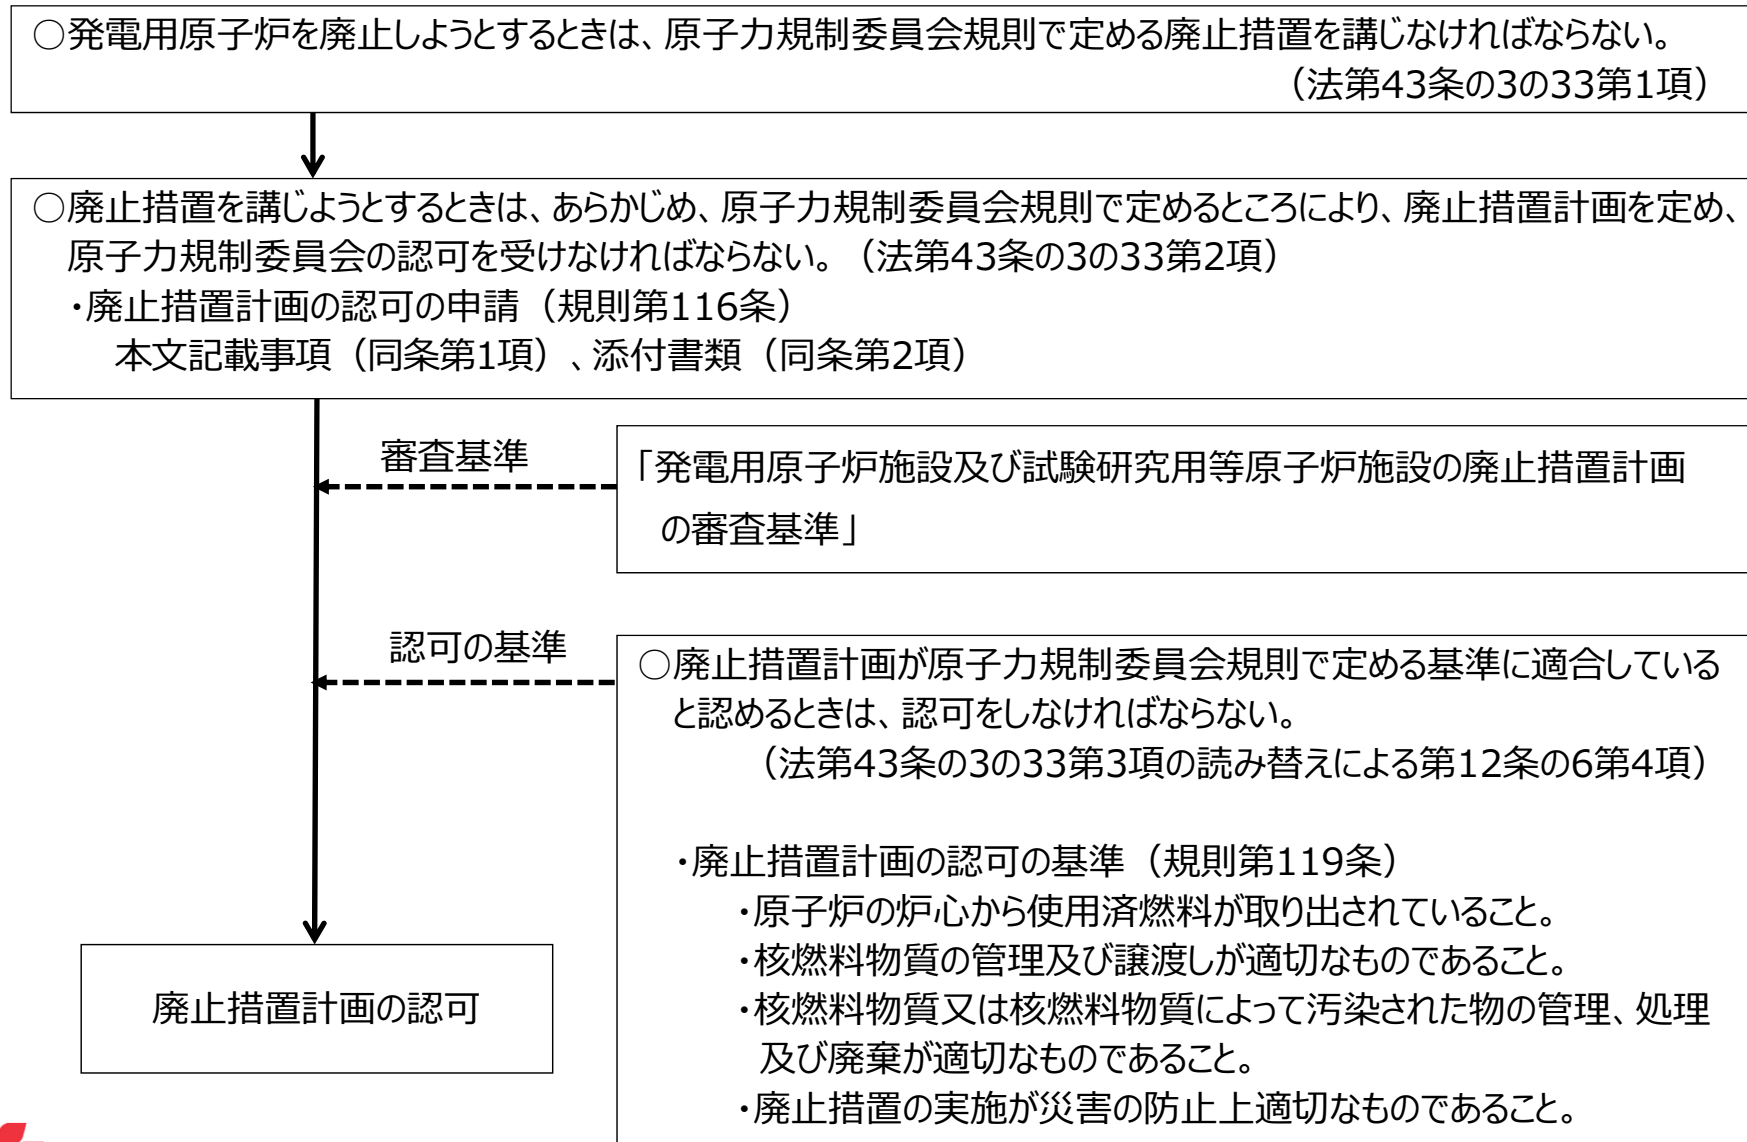 ○発電用原子炉を廃止しようとするときは、原子力規制委員会規則で定める廃止措置を講じなければならない。
（法第43条の3の33第1項）
○廃止措置を講じようとするときは、あらかじめ、原子力規制委員会規則で定めるところにより、廃止措置計画を定め、
原子力規制委員会の認可を受けなければならない。（法第43条の3の33第2項）
・廃止措置計画の認可の申請（規則第116条）
本文記載事項（同条第1項）、添付書類（同条第2項）
審査基準
「発電用原子炉施設及び試験研究用等原子炉施設の廃止措置計画
の審査基準」
認可の基準
○廃止措置計画が原子力規制委員会規則で定める基準に適合している
と認めるときは、認可をしなければならない。
（法第43条の3の33第3項の読み替えによる第12条の6第4項）
・廃止措置計画の認可の基準（規則第119条）
・原子炉の炉心から使用済燃料が取り出されていること。
・核燃料物質の管理及び譲渡しが適切なものであること。
・核燃料物質又は核燃料物質によって汚染された物の管理、処理
及び廃棄が適切なものであること。
・廃止措置の実施が災害の防止上適切なものであること。
廃止措置計画の認可